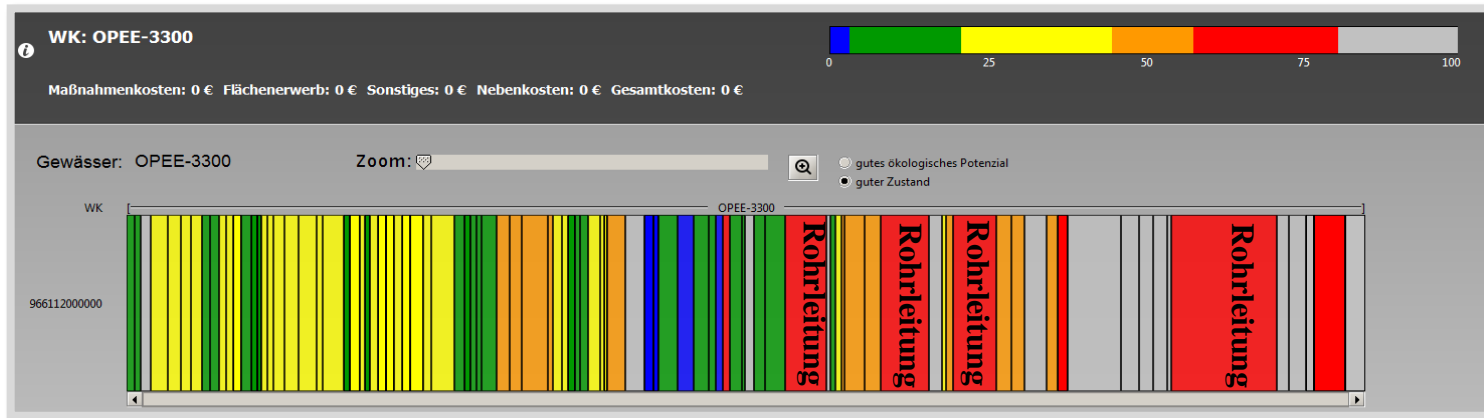 WK: OPEE-3300
0 25 50 75 100
Maßnahmenkosten: 0 € Flächenerwerb: 0 € Sonstiges: 0 € Nebenkosten: 0 € Gesamtkosten: 0 €
Gewässer: OPEE-3300 Zoom:
gutes ökologisches Potenzial
guter Zustand
WK [ OPEE-3300 ]
966112000000
Rohrleitung
Rohrleitung
Rohrleitung
Rohrleitung